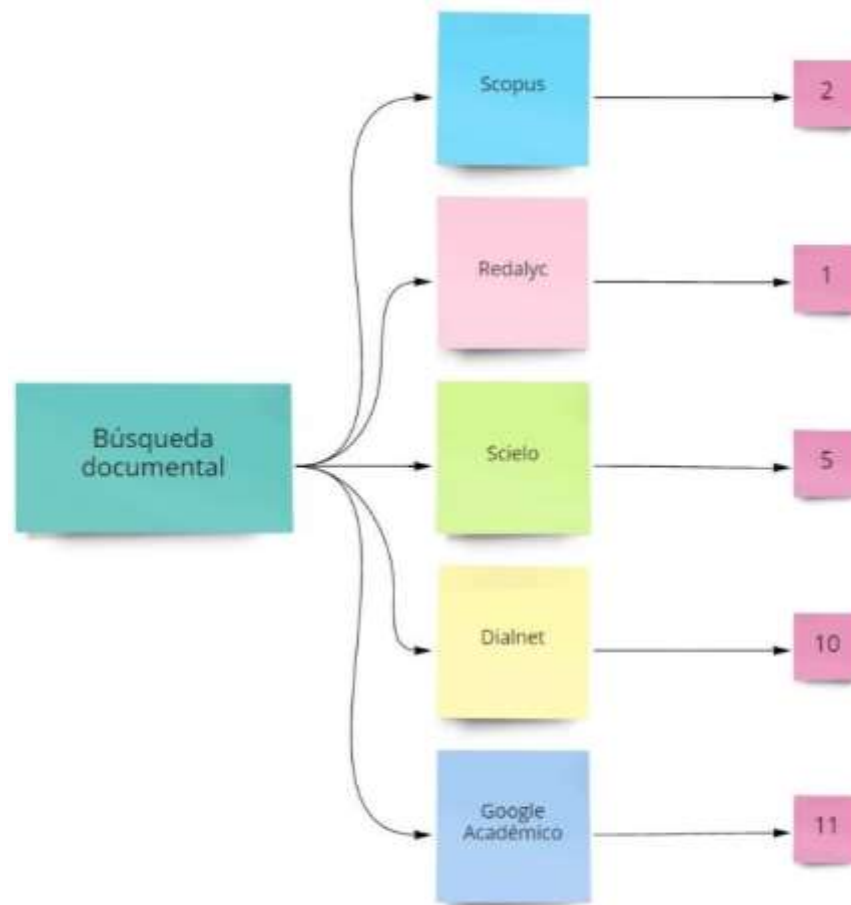 Scopus
2
Redalyc
1
Búsqueda
documental
Scielo
5
Dialnet
10
Google
Académico
11